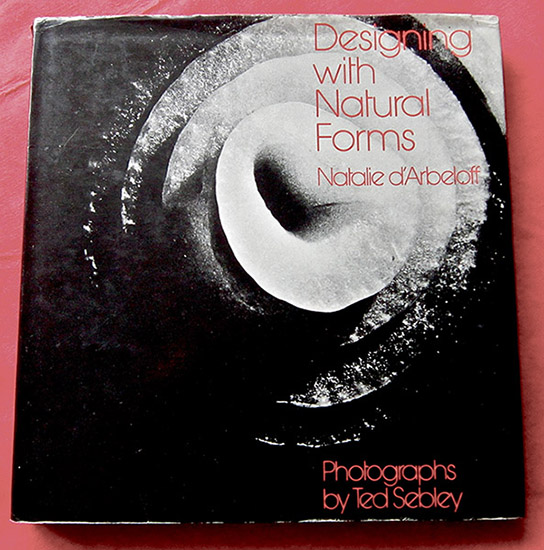 Designing
with
Natural
Forms
Natalie d'Arbeloff
Photographs
by Ted Sebley